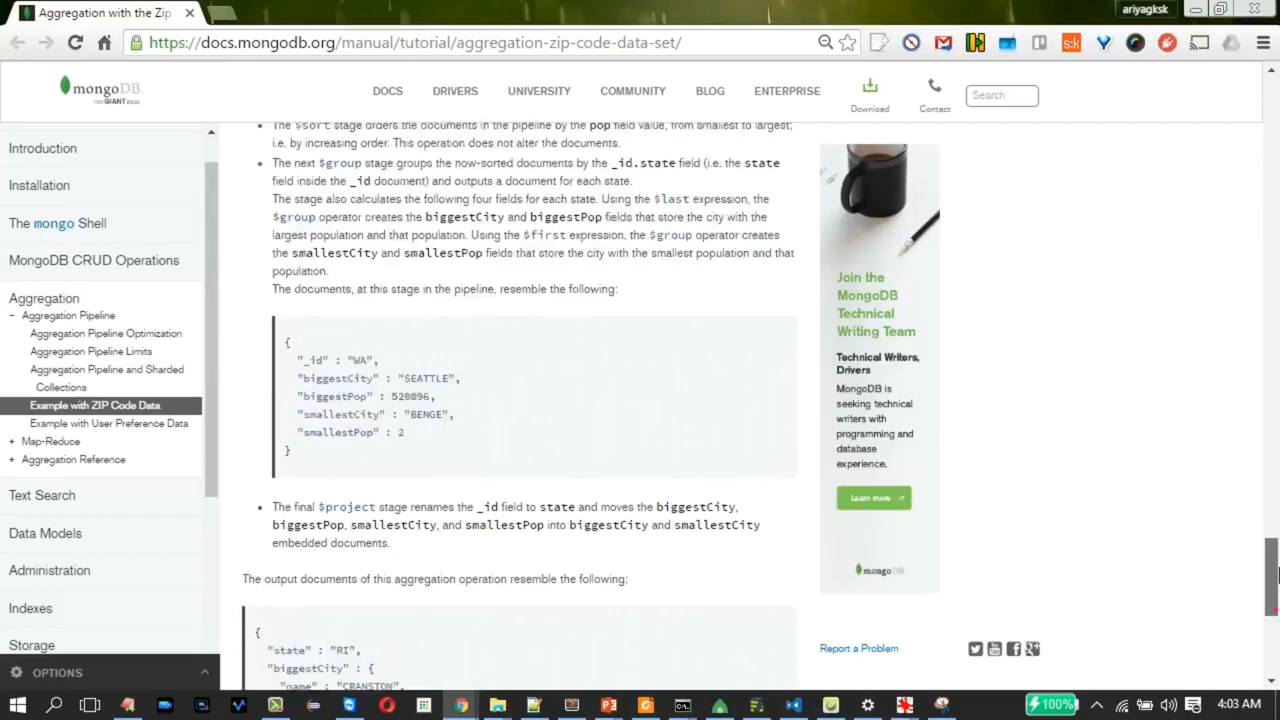 Aggregation with the Zip
ariyagksk
https://docs.mongodb.org/manual/tutorial/aggregation-zip-code-data-set/
mongoDB
FOR GIANT IDEAS
DOCS
DRIVERS
UNIVERSITY
COMMUNITY
BLOG
ENTERPRISE
Download
Contact
Search
Introduction
Installation
The mongo Shell
MongoDB CRUD Operations
Aggregation
− Aggregation Pipeline
Aggregation Pipeline Optimization
Aggregation Pipeline Limits
Aggregation Pipeline and Sharded
Collections
Example with ZIP Code Data
Example with User Preference Data
+ Map-Reduce
+ Aggregation Reference
Text Search
Data Models
Administration
Indexes
Storage
OPTIONS
• The $sort stage orders the documents in the pipeline by the pop field value, from smallest to largest;
i.e. by increasing order. This operation does not alter the documents.
• The next $group stage groups the now-sorted documents by the _id.state field (i.e. the state
field inside the _id document) and outputs a document for each state.
The stage also calculates the following four fields for each state. Using the $last expression, the
$group operator creates the biggestCity and biggestPop fields that store the city with the
largest population and that population. Using the $first expression, the $group operator creates
the smallestCity and smallestPop fields that store the city with the smallest population and that
population.
The documents, at this stage in the pipeline, resemble the following:
{
"_id" : "WA",
"biggestCity" : "SEATTLE",
"biggestPop" : 520096,
"smallestCity" : "BENGE",
"smallestPop" : 2
}
• The final $project stage renames the _id field to state and moves the biggestCity,
biggestPop, smallestCity, and smallestPop into biggestCity and smallestCity
embedded documents.
The output documents of this aggregation operation resemble the following:
{
"state" : "RI",
"biggestCity" : {
"name" : "CRANSTON",
Join the
MongoDB
Technical
Writing Team
Technical Writers,
Drivers
MongoDB is
seeking technical
writers with
programming and
database
experience.
Learn more
mongoDB
Report a Problem
100%
4:03 AM